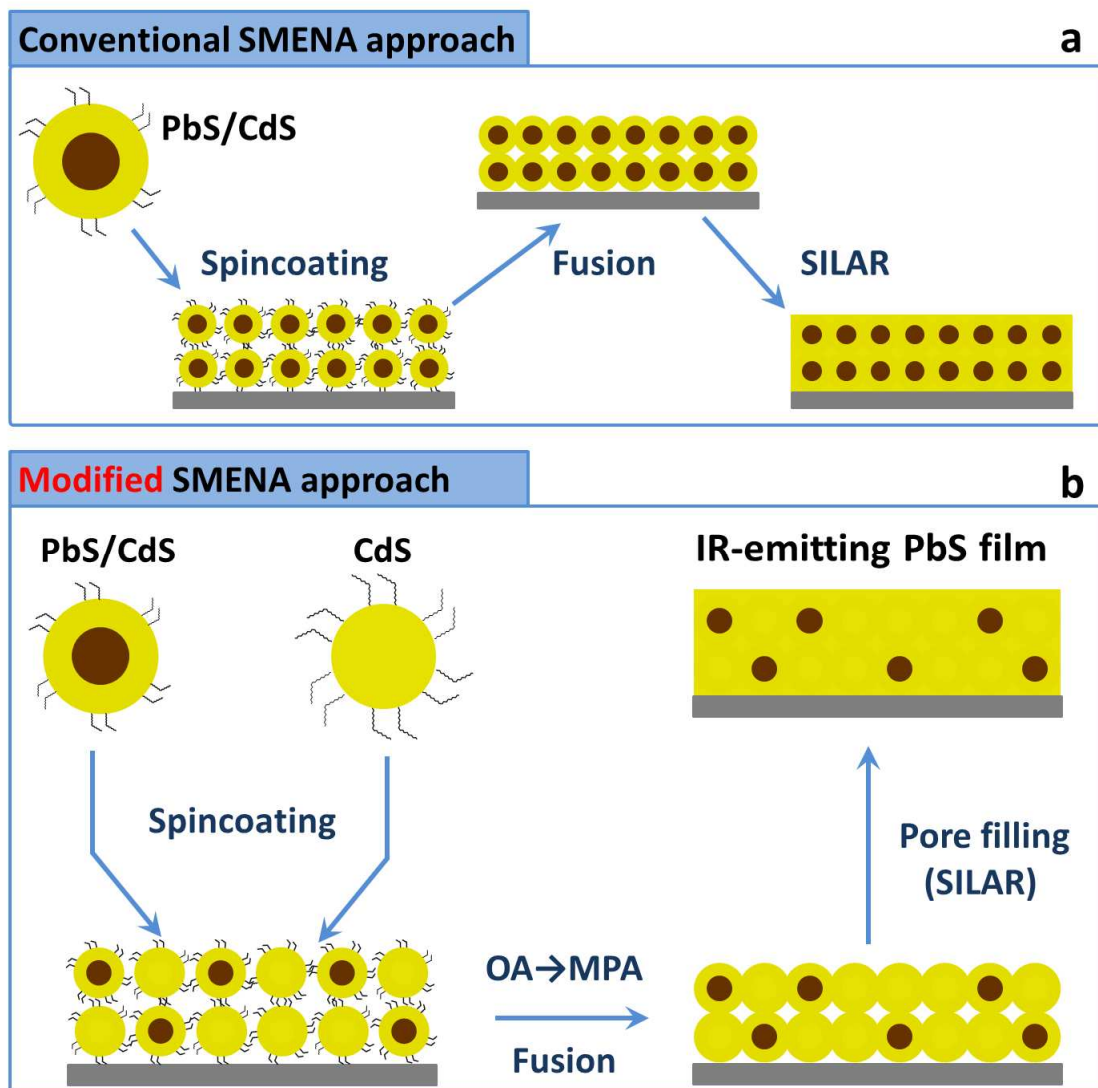 Conventional SMENA approach
a
PbS/CdS
Spincoating
Fusion
SILAR
Modified SMENA approach
b
PbS/CdS
CdS
IR-emitting PbS film
Spincoating
Pore filling
(SILAR)
OA→MPA
Fusion